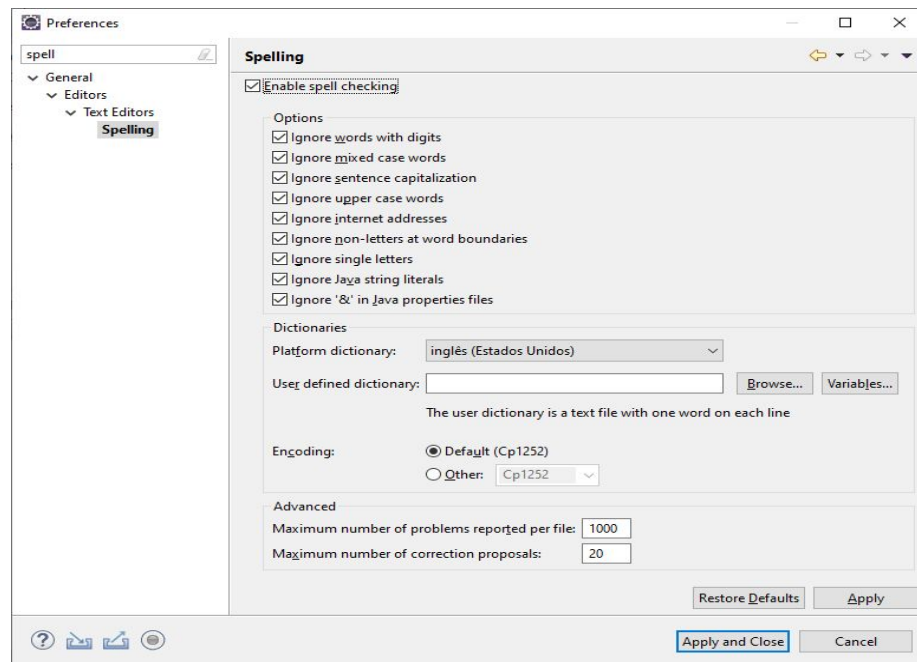 Preferences
spell
Spelling
General
Editors
Text Editors
Spelling
Enable spell checking
Options
Ignore words with digits
Ignore mixed case words
Ignore sentence capitalization
Ignore upper case words
Ignore internet addresses
Ignore non-letters at word boundaries
Ignore single letters
Ignore Java string literals
Ignore '&' in Java properties files
Dictionaries
Platform dictionary: inglês (Estados Unidos)
User defined dictionary: Browse... Variables...
The user dictionary is a text file with one word on each line
Encoding: Default (Cp1252)
Other: Cp1252
Advanced
Maximum number of problems reported per file: 1000
Maximum number of correction proposals: 20
Restore Defaults Apply
? Apply and Close Cancel